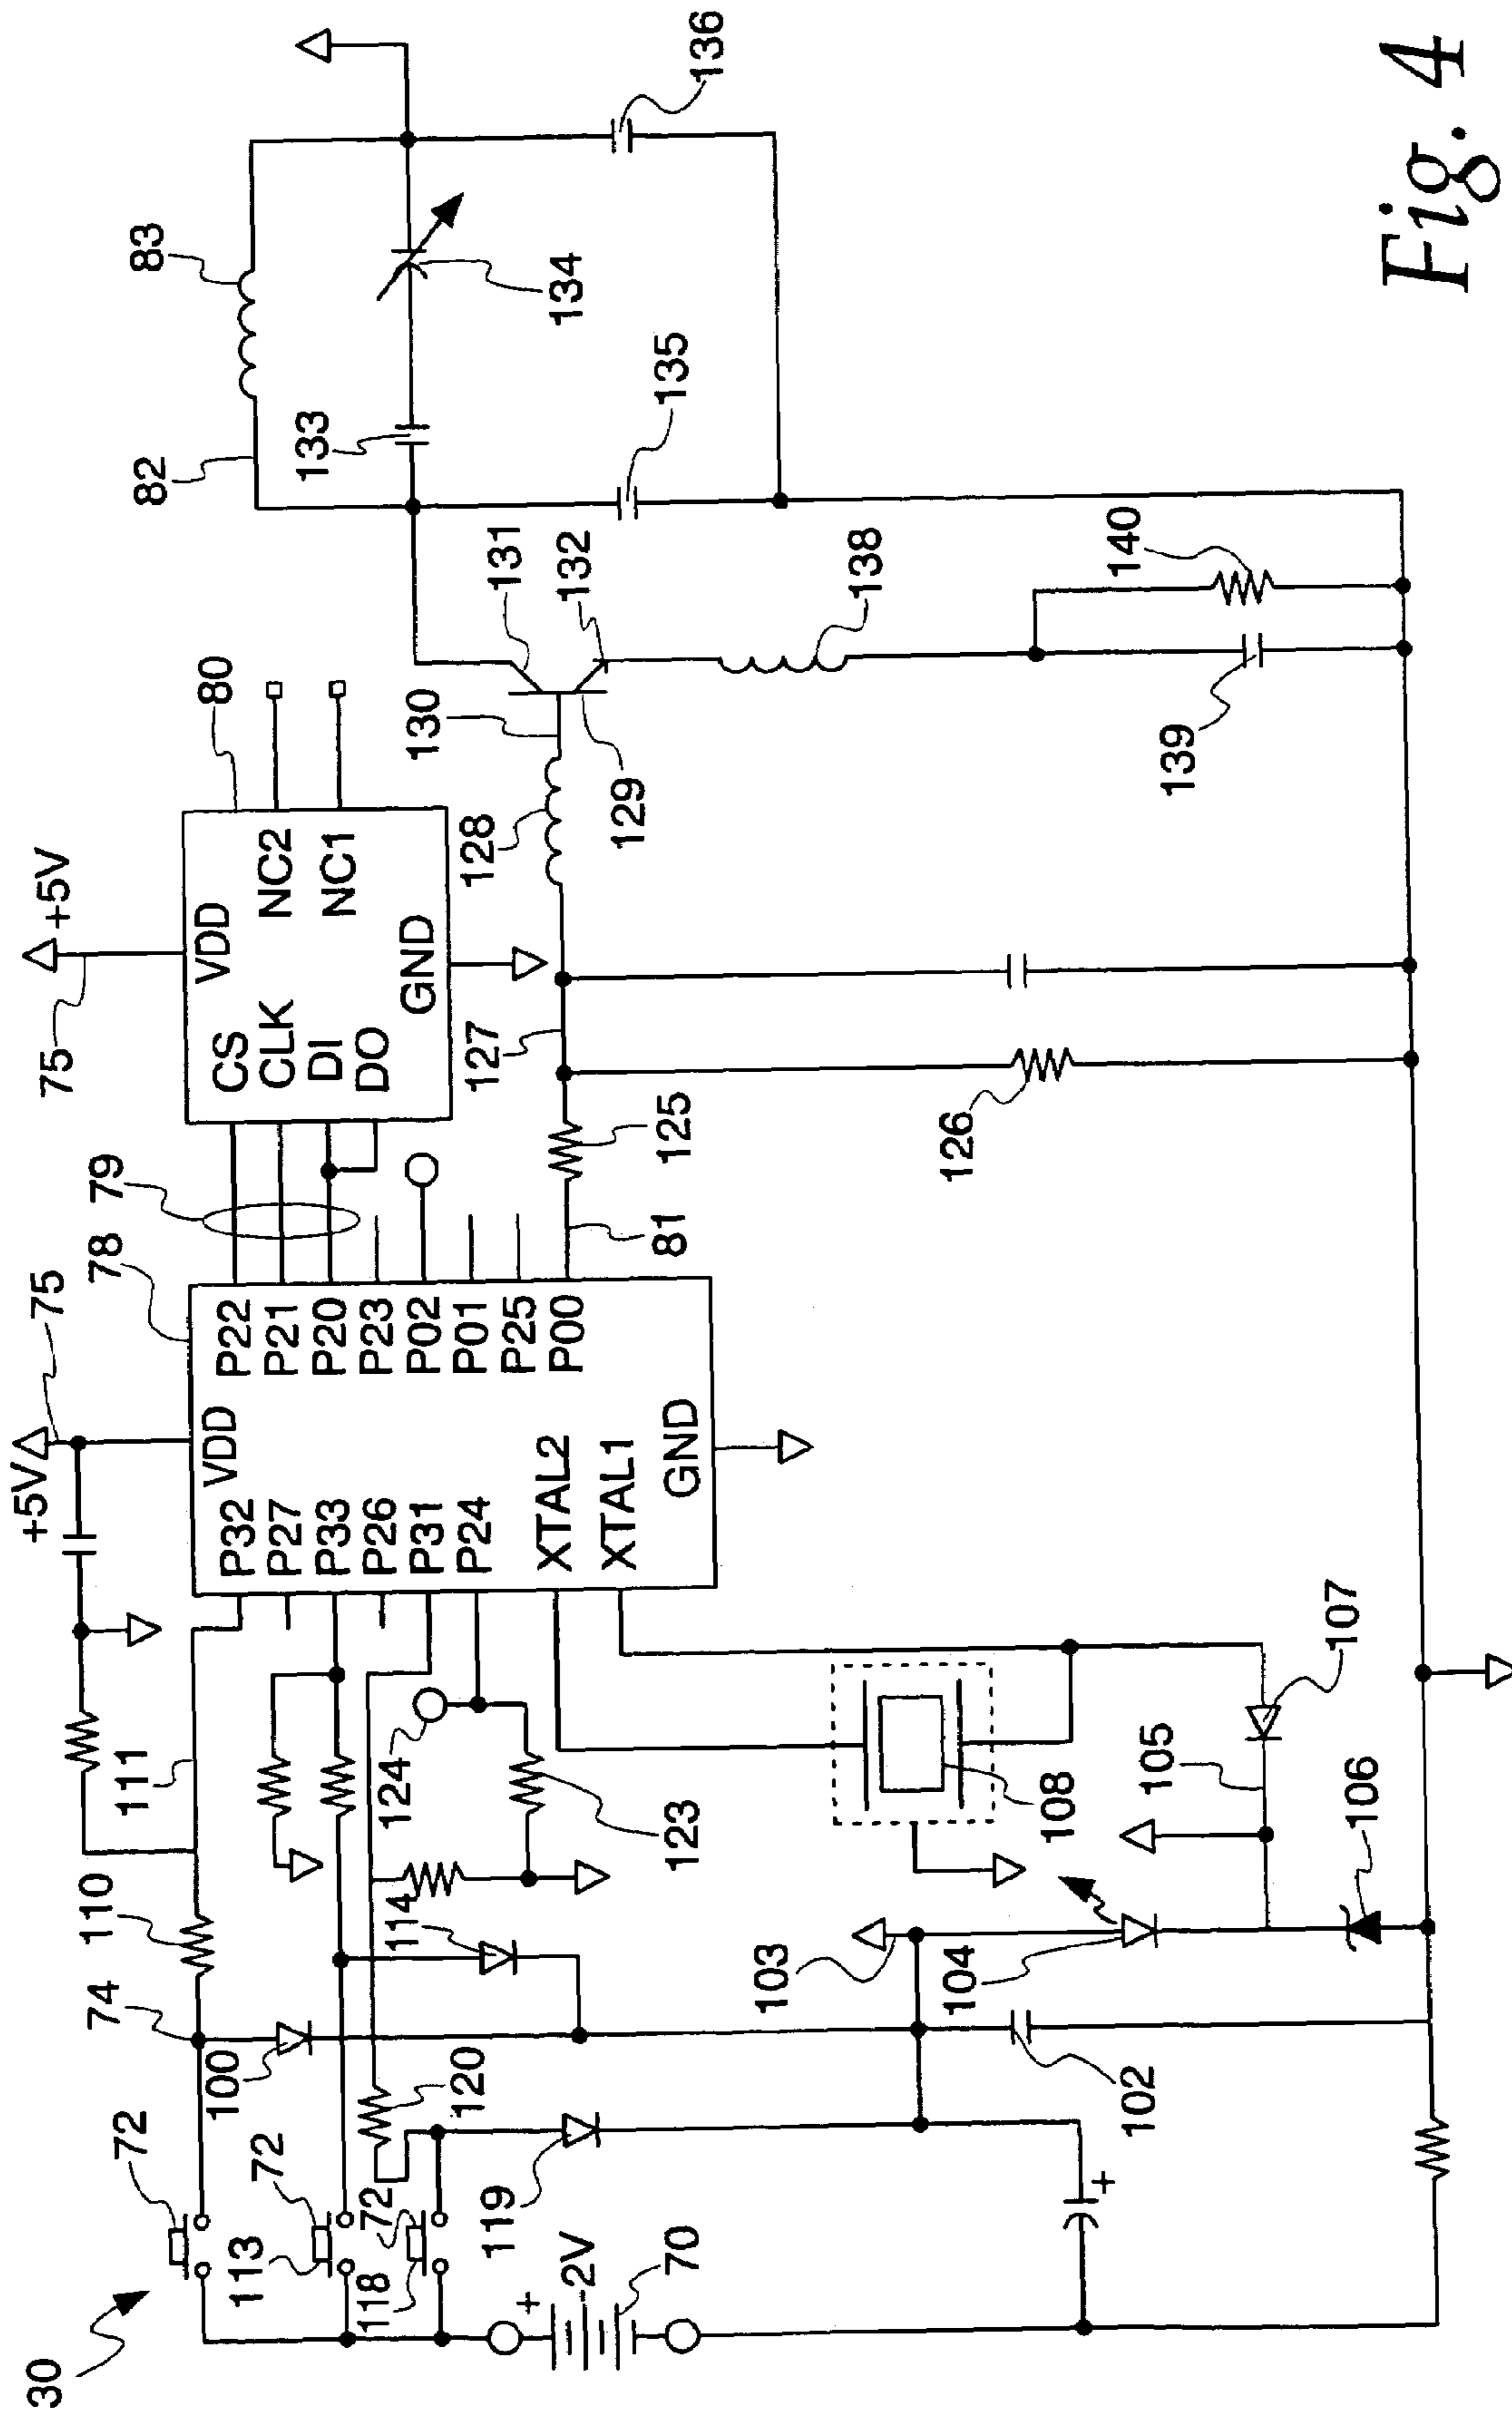 30
72
74
110
111
+5V
75
78
79
75
+5V
80
82
83
113
72
100
P32
P27
P33
P26
P31
P24
XTAL2
XTAL1
VDD
GND
P22
P21
P20
P23
P02
P01
P25
P00
CS
CLK
DI
DO
VDD
GND
NC2
NC1
133
118
72
114
124
130
131
119
120
123
127
128
132
134
-2V
70
81
125
129
135
136
103
108
126
138
104
102
105
106
107
139
140
Fig. 4